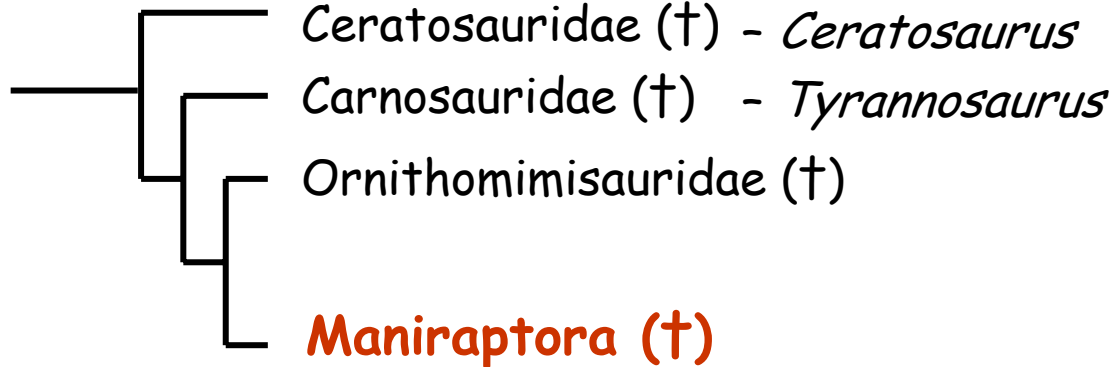 Ceratosauridae (†) – Ceratosaurus
Carnosauridae (†) – Tyrannosaurus
Ornithomimisauridae (†)
Maniraptora (†)